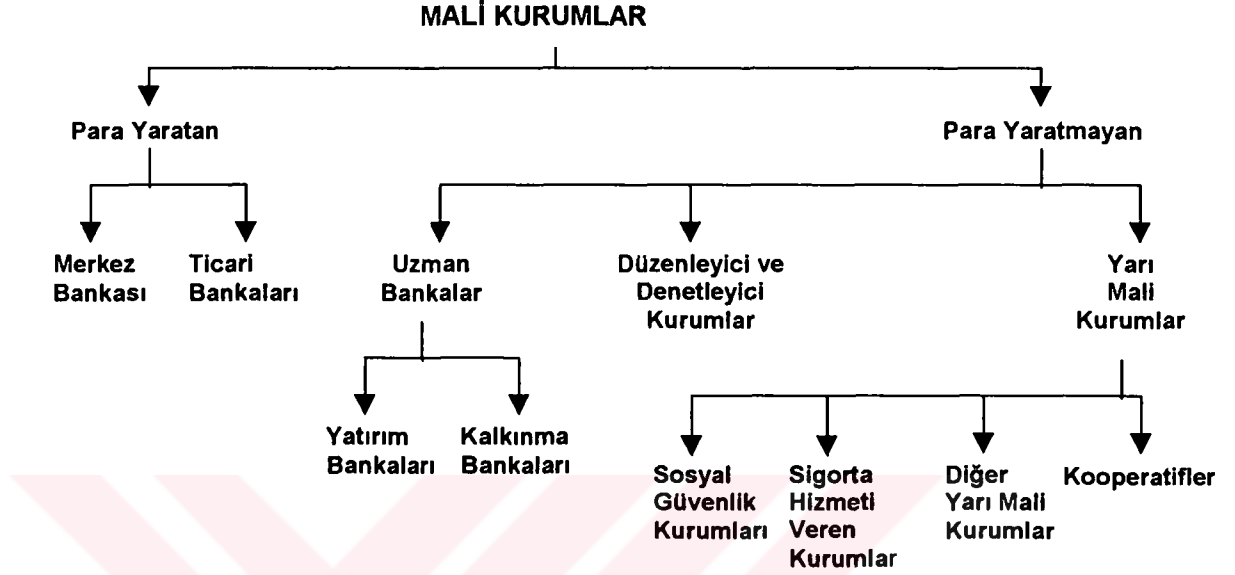 MALİ KURUMLAR
Para Yaratan
Para Yaratmayan
Merkez
Bankası
Ticari
Bankaları
Uzman
Bankalar
Düzenleyici ve
Denetleyici
Kurumlar
Yarı
Mali
Kurumlar
Yatırım
Bankaları
Kalkınma
Bankaları
Sosyal
Güvenlik
Kurumları
Sigorta
Hizmeti
Veren
Kurumlar
Diğer
Yarı Mali
Kurumlar
Kooperatifler